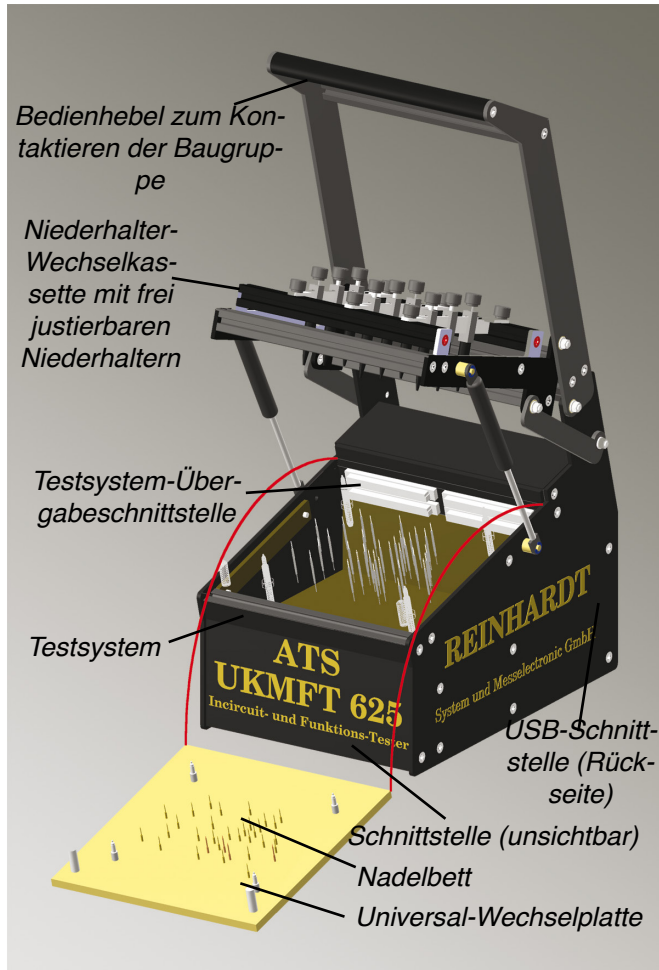 Bedienhebel zum Kon-
taktieren der Baugrup-
pe
Niederhalter-
Wechselkas-
sette mit frei
justierbaren
Niederhaltern
Testsystem-Über-
gabeschnittstelle
Testsystem
ATS
UKMFT 625
Incircuit- und Funktions-Tester
REINHARDT
System und Messelectronic GmbH
USB-Schnitt-
stelle (Rück-
seite)
Schnittstelle (unsichtbar)
Nadelbett
Universal-Wechselplatte